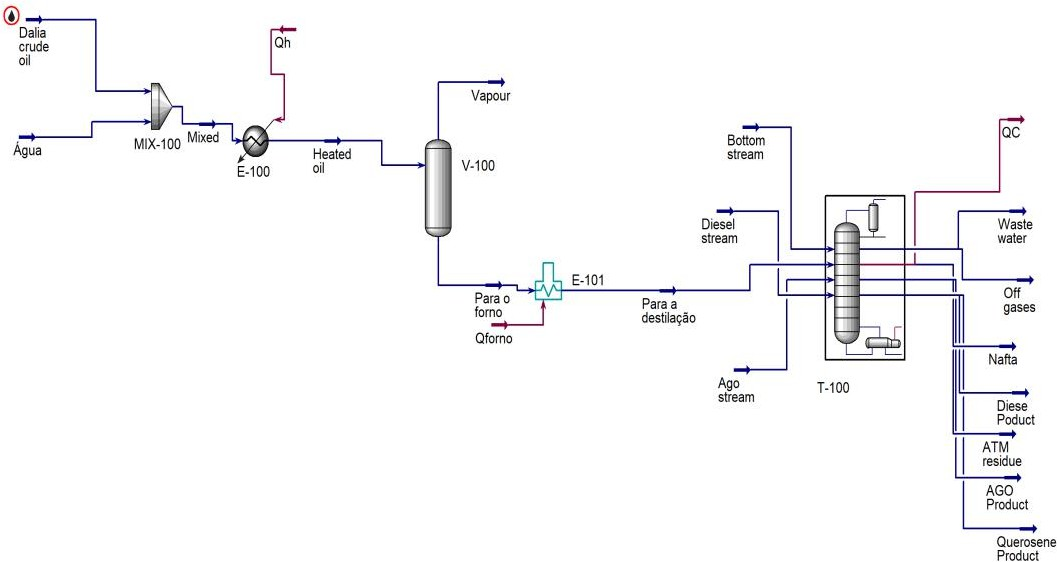 Dalia
crude
oil
Água
MIX-100
Mixed
Qh
E-100
Heated
oil
Vapour
V-100
Para o
forno
Qforno
E-101
Para a
destilação
Bottom
stream
Diesel
stream
Ago
stream
T-100
QC
Waste
water
Off
gases
Nafta
Diese
Poduct
ATM
residue
AGO
Product
Querosene
Product